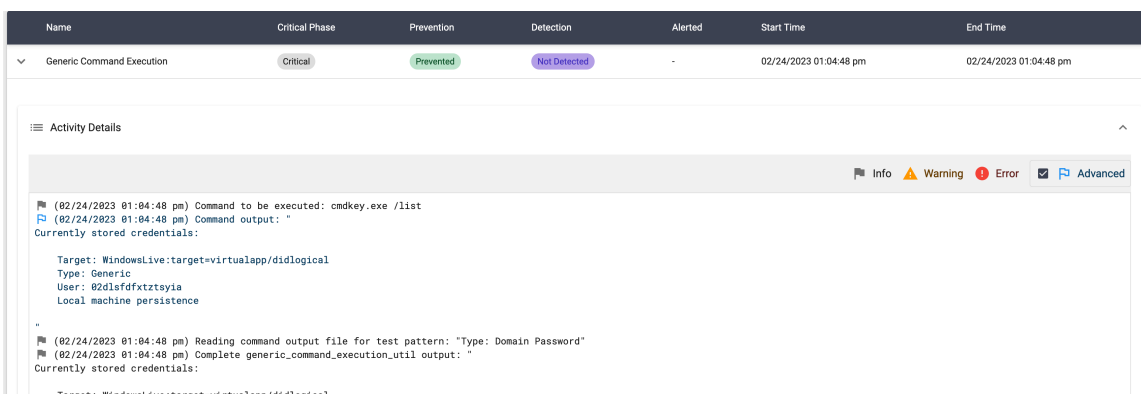 Name Critical Phase Prevention Detection Alerted Start Time End Time
Generic Command Execution Critical Prevented Not Detected - 02/24/2023 01:04:48 pm 02/24/2023 01:04:48 pm
Activity Details
Info Warning Error Advanced
(02/24/2023 01:04:48 pm) Command to be executed: cmdkey.exe /list
(02/24/2023 01:04:48 pm) Command output: "
Currently stored credentials:
Target: WindowsLive:target=virtualapp/didlogical
Type: Generic
User: 02dlsfdfxtztsyia
Local machine persistence
"
(02/24/2023 01:04:48 pm) Reading command output file for test pattern: "Type: Domain Password"
(02/24/2023 01:04:48 pm) Complete generic_command_execution_util output: "
Currently stored credentials:
Target: WindowsLive:target=virtualapp/didlogical